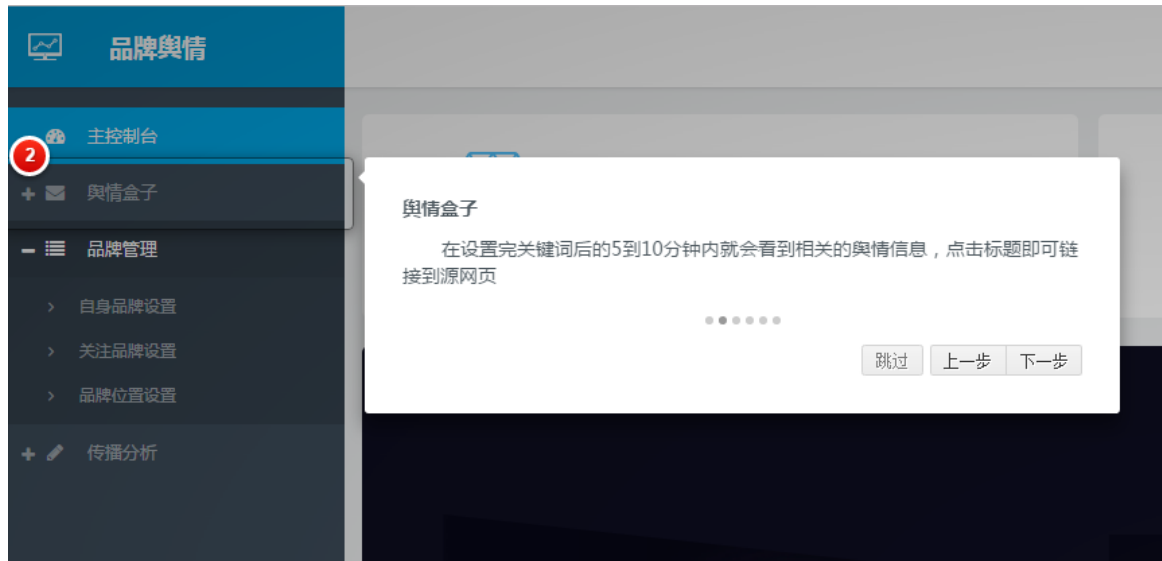 品牌舆情
主控制台
2
舆情盒子
品牌管理
自身品牌设置
关注品牌设置
品牌位置设置
传播分析
舆情盒子
在设置完关键词后的5到10分钟内就会看到相关的舆情信息，点击标题即可链
接到源网页
跳过 上一步 下一步